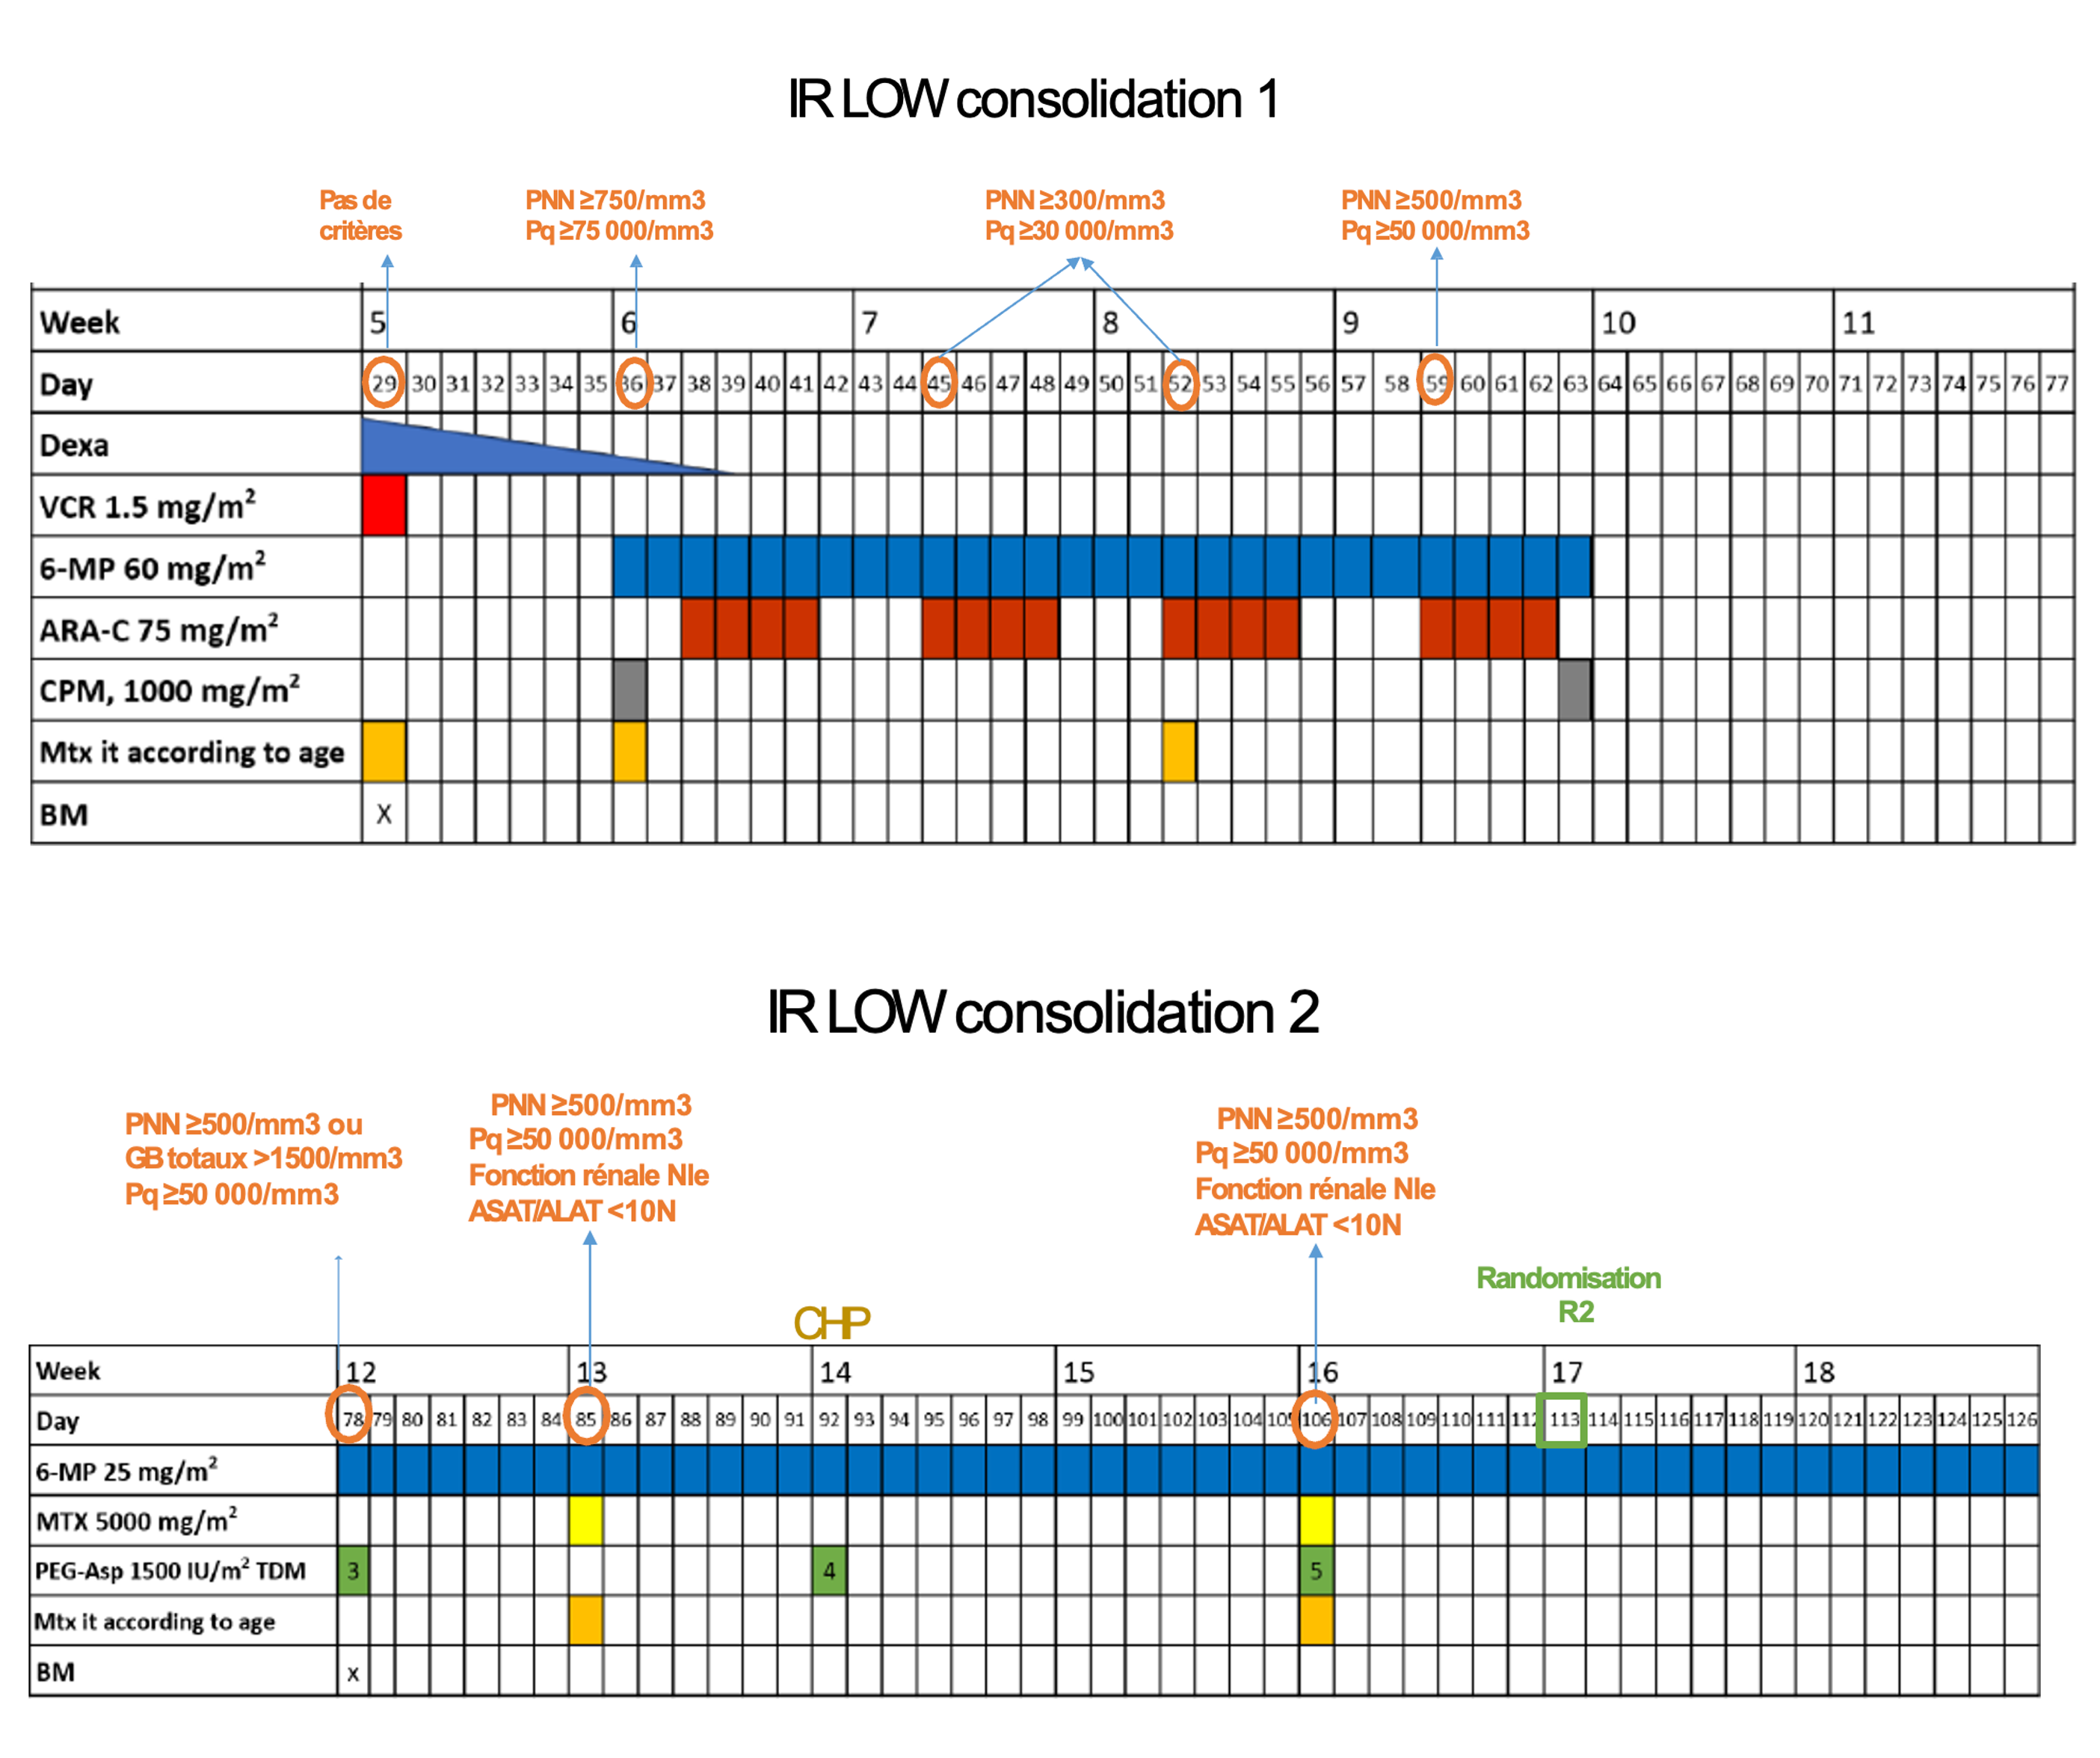 IR LOW consolidation 1
Pas de
critères
PNN ≥750/mm3
Pq ≥75 000/mm3
PNN ≥300/mm3
Pq ≥30 000/mm3
PNN ≥500/mm3
Pq ≥50 000/mm3
Week 5 6 7 8 9 10 11
Day 29 30 31 32 33 34 35 36 37 38 39 40 41 42 43 44 45 46 47 48 49 50 51 52 53 54 55 56 57 58 59 60 61 62 63 64 65 66 67 68 69 70 71 72 73 74 75 76 77
Dexa
VCR 1.5 mg/m²
6-MP 60 mg/m²
ARA-C 75 mg/m²
CPM, 1000 mg/m²
Mtx it according to age
BM X
IR LOW consolidation 2
PNN ≥500/mm3 ou
GB totaux >1500/mm3
Pq ≥50 000/mm3
PNN ≥500/mm3
Pq ≥50 000/mm3
Fonction rénale Nle
ASAT/ALAT <10N
PNN ≥500/mm3
Pq ≥50 000/mm3
Fonction rénale Nle
ASAT/ALAT <10N
Randomisation
R2
CHP
Week 12 13 14 15 16 17 18
Day 78 79 80 81 82 83 84 85 86 87 88 89 90 91 92 93 94 95 96 97 98 99 100 101 102 103 104 105 106 107 108 109 110 111 112 113 114 115 116 117 118 119 120 121 122 123 124 125 126
6-MP 25 mg/m²
MTX 5000 mg/m²
PEG-Asp 1500 IU/m² TDM 3 4 5
Mtx it according to age
BM x